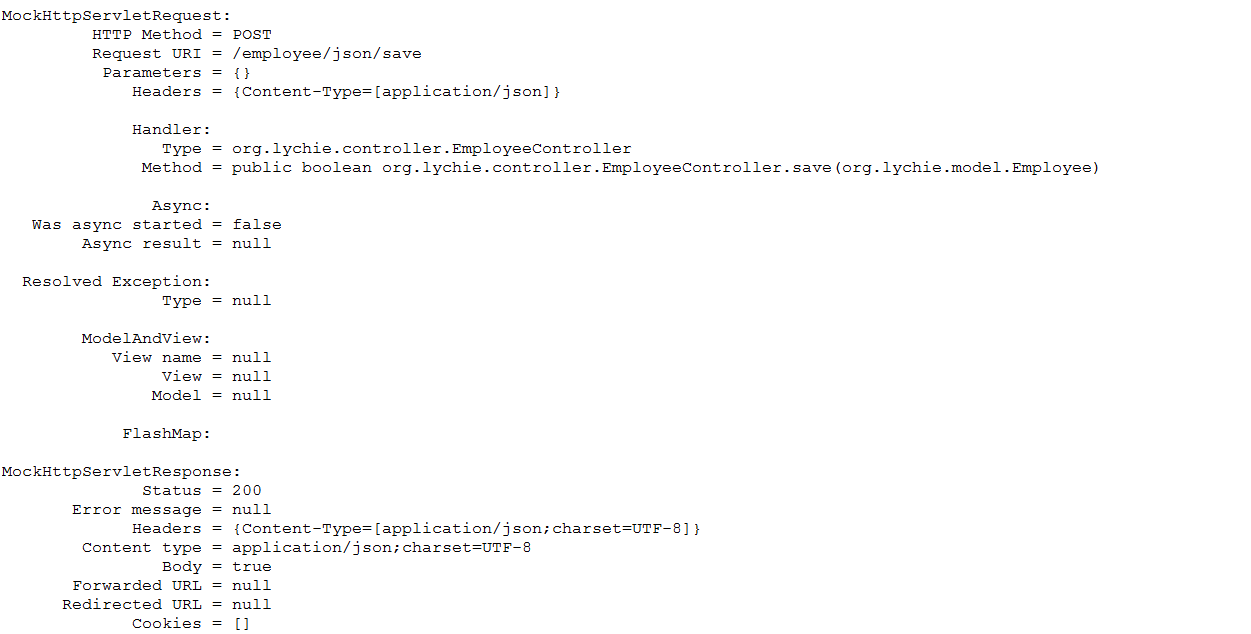 MockHttpServletRequest:
HTTP Method = POST
Request URI = /employee/json/save
Parameters = {}
Headers = {Content-Type=[application/json]}
Handler:
Type = org.lychie.controller.EmployeeController
Method = public boolean org.lychie.controller.EmployeeController.save(org.lychie.model.Employee)
Async:
Was async started = false
Async result = null
Resolved Exception:
Type = null
ModelAndView:
View name = null
View = null
Model = null
FlashMap:
MockHttpServletResponse:
Status = 200
Error message = null
Headers = {Content-Type=[application/json;charset=UTF-8]}
Content type = application/json;charset=UTF-8
Body = true
Forwarded URL = null
Redirected URL = null
Cookies = []